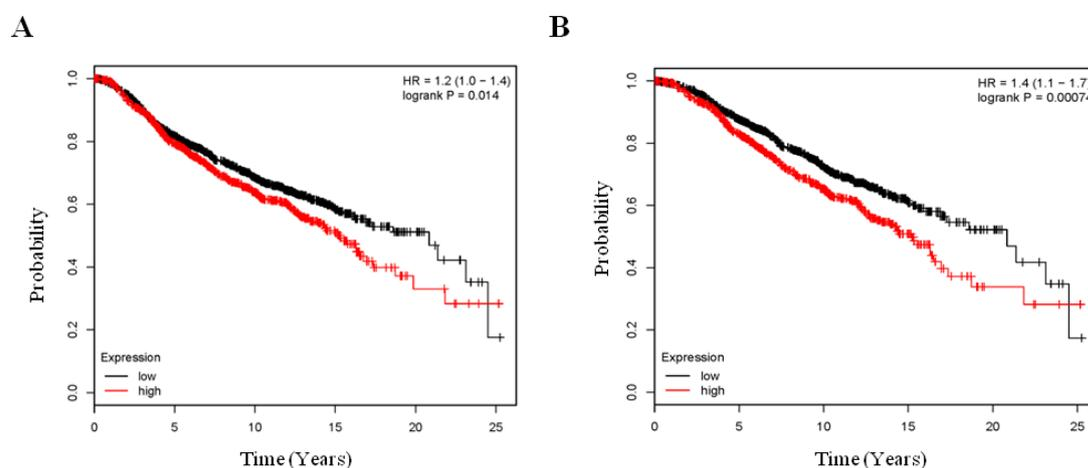 A
HR = 1.2 (1.0 − 1.4)
logrank P = 0.014
Probability
1.0
0.8
0.6
0.4
0.2
0.0
Expression
low
high
0 5 10 15 20 25
Time (Years)
B
HR = 1.4 (1.1 − 1.7)
logrank P = 0.00074
Probability
1.0
0.8
0.6
0.4
0.2
0.0
Expression
low
high
0 5 10 15 20 25
Time (Years)